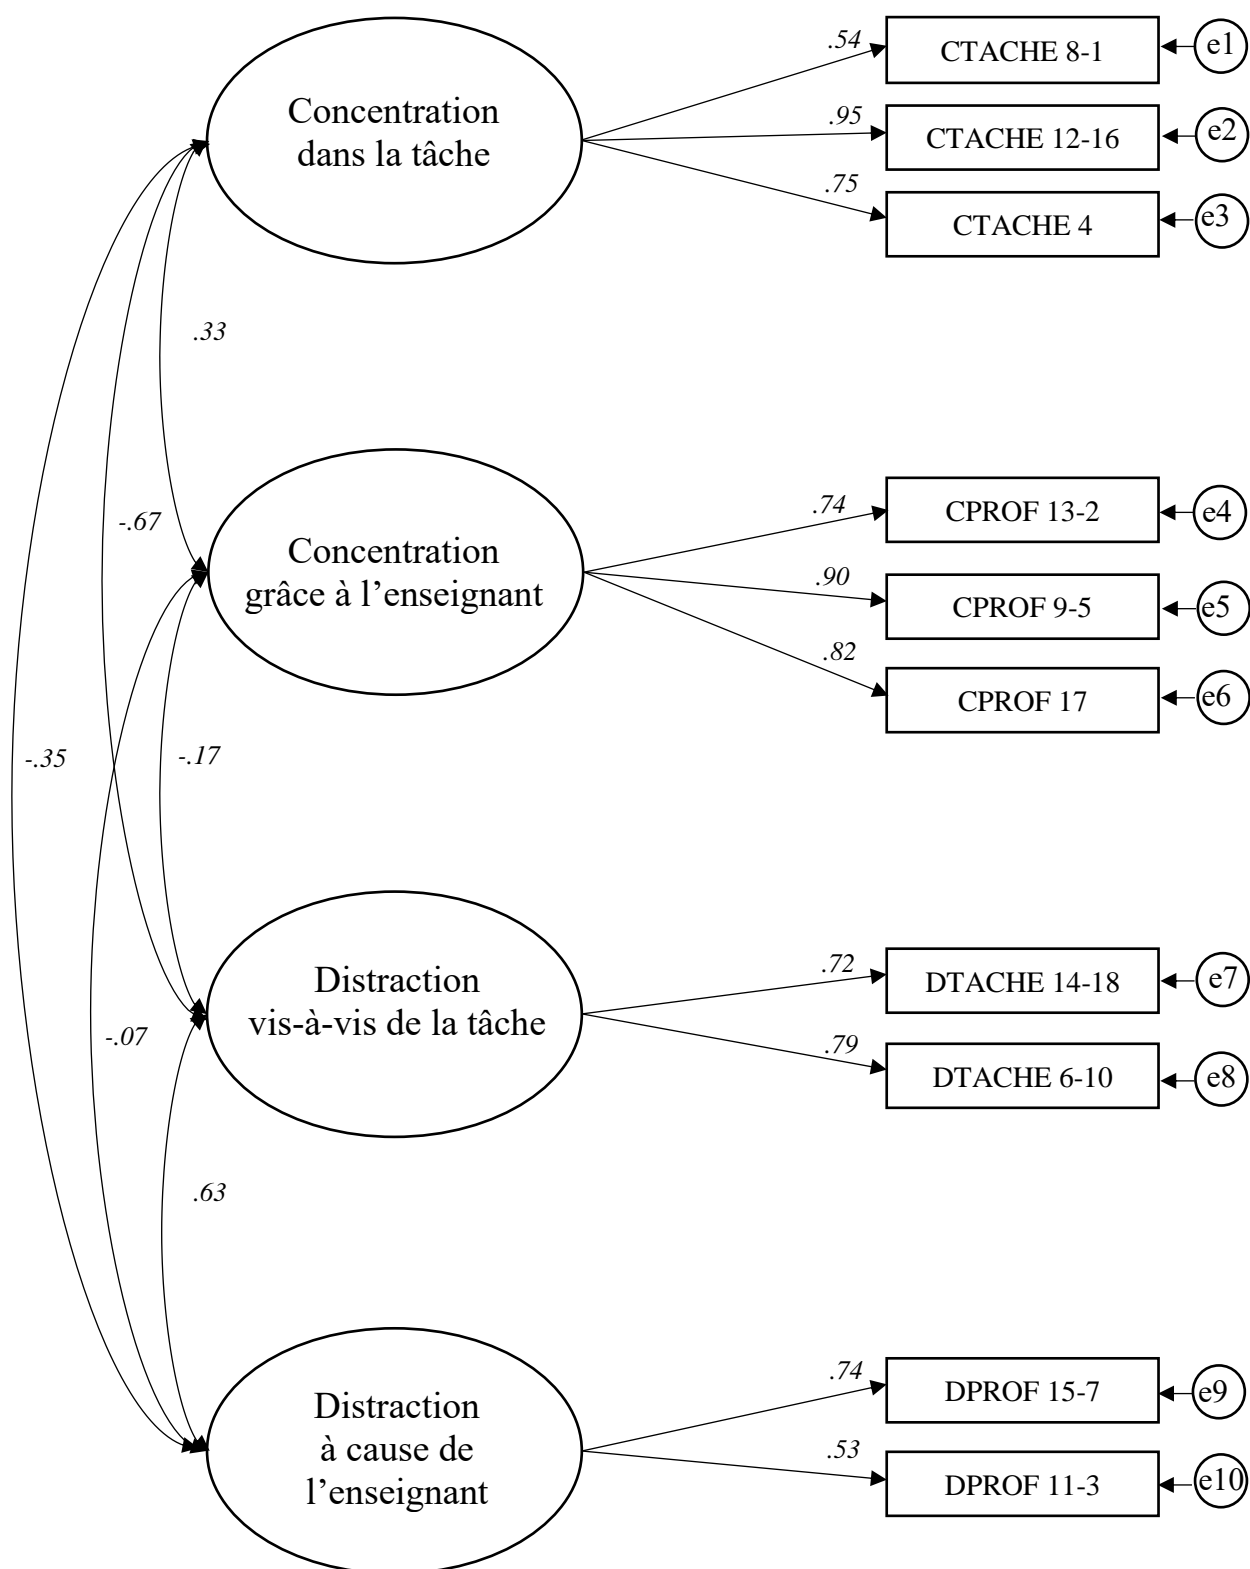 .54
CTACHE 8-1
e1
Concentration
dans la tâche
.95
CTACHE 12-16
e2
.75
CTACHE 4
e3
.33
-.67
Concentration
grâce à l’enseignant
.74
CPROF 13-2
e4
.90
CPROF 9-5
e5
.82
CPROF 17
e6
-.35
-.17
Distraction
vis-à-vis de la tâche
.72
DTACHE 14-18
e7
.79
DTACHE 6-10
e8
-.07
.63
Distraction
à cause de
l’enseignant
.74
DPROF 15-7
e9
.53
DPROF 11-3
e10